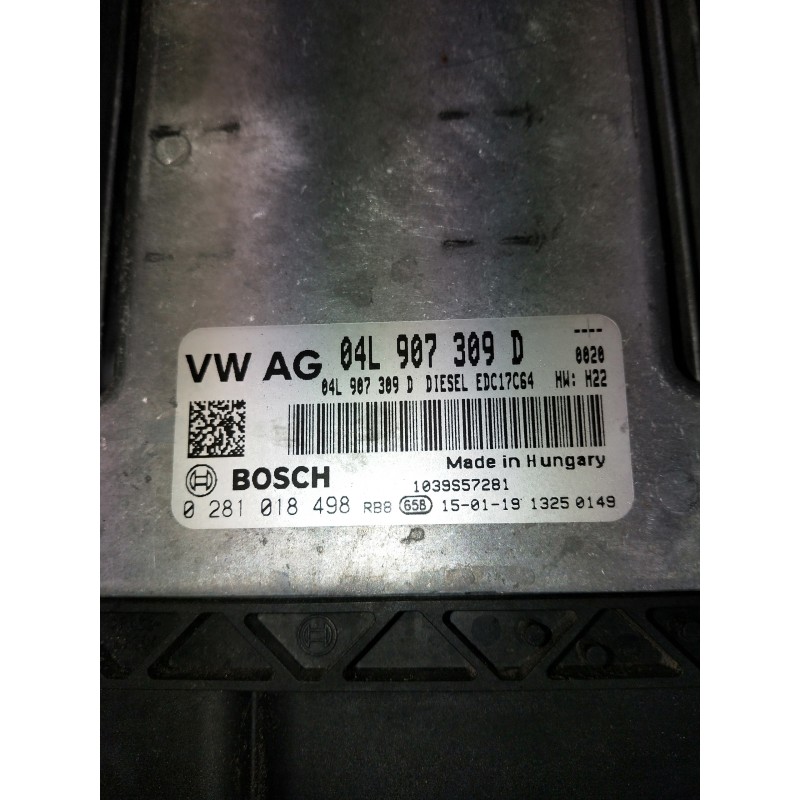 VW AG 04L 907 309 D ----
0020
04L 907 309 D DIESEL EDC17C64 HW: H22
Made in Hungary
BOSCH 1039S57281
0 281 018 498 RB8 65B 15-01-19 1325 0149